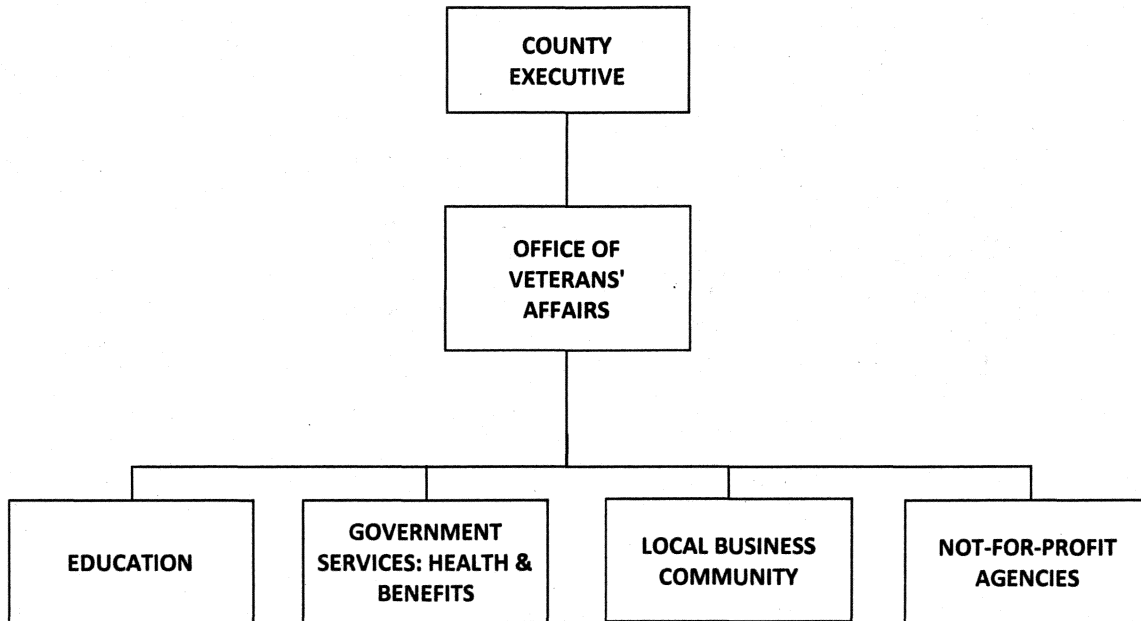 COUNTY
EXECUTIVE
OFFICE OF
VETERANS'
AFFAIRS
EDUCATION
GOVERNMENT
SERVICES: HEALTH &
BENEFITS
LOCAL BUSINESS
COMMUNITY
NOT-FOR-PROFIT
AGENCIES